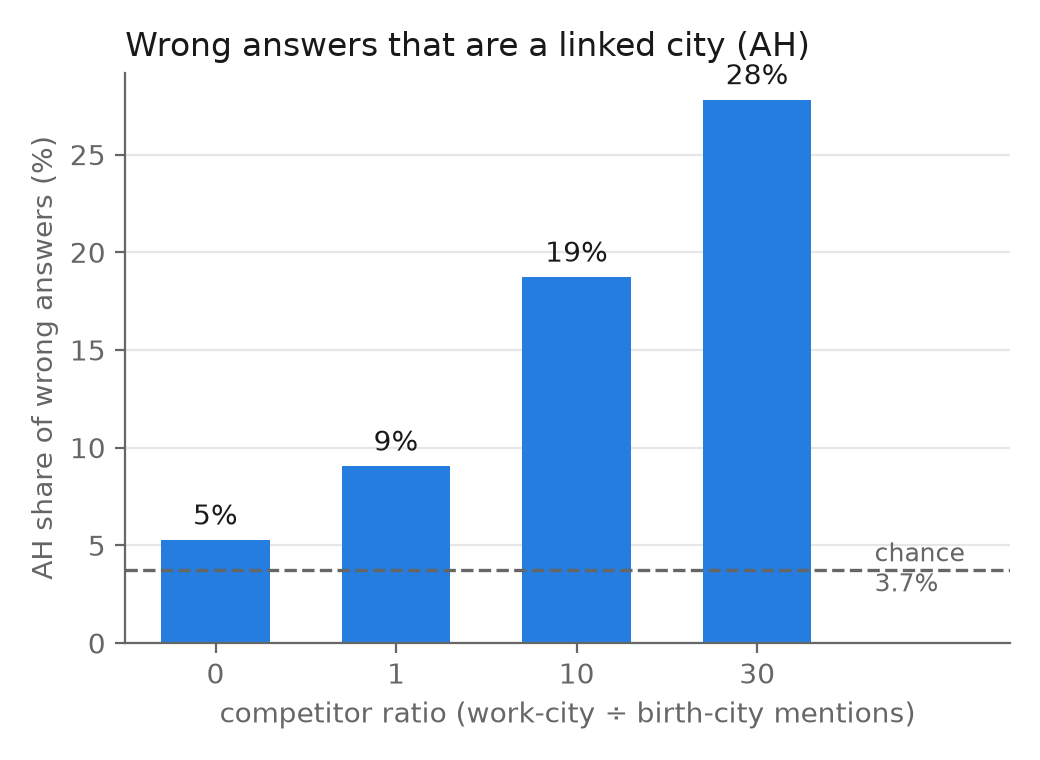 Wrong answers that are a linked city (AH)
28%
19%
9%
5%
AH share of wrong answers (%)
25
20
15
10
5
0
chance
3.7%
0 1 10 30
competitor ratio (work-city ÷ birth-city mentions)